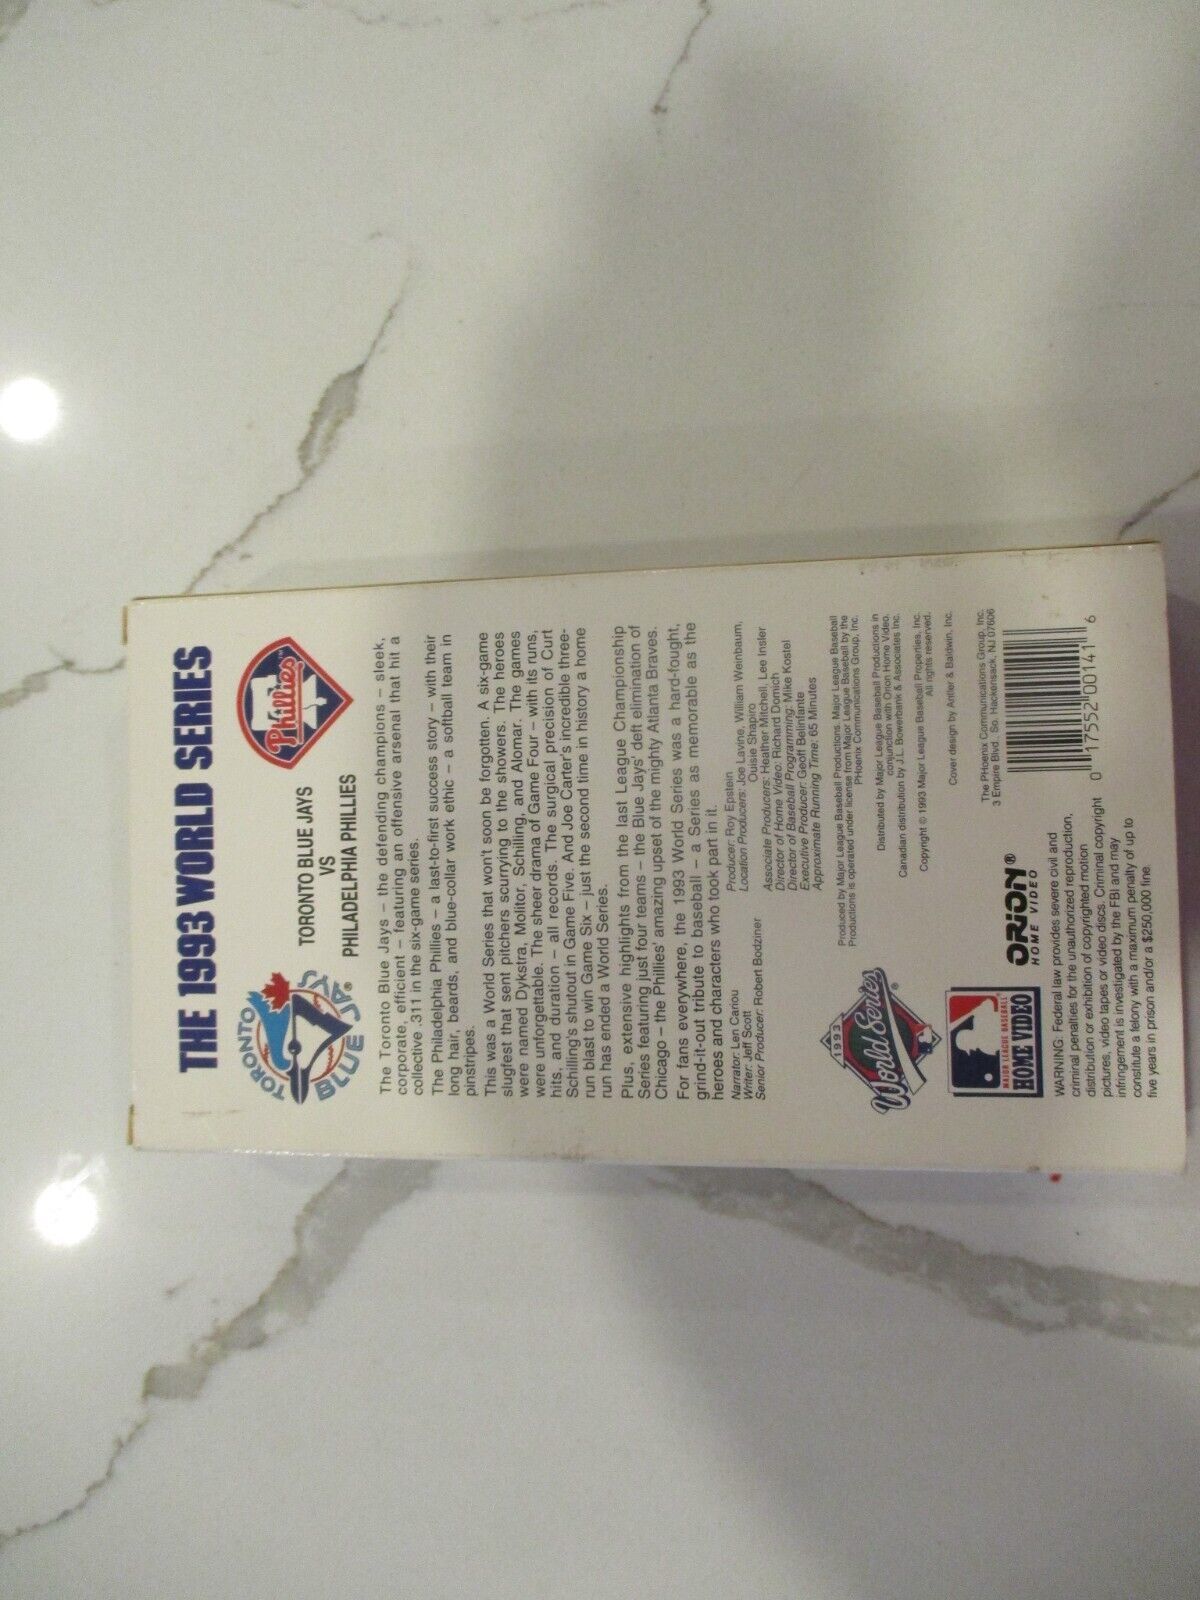 THE 1993 WORLD SERIES
TORONTO
BLUE JAYS®
TORONTO BLUE JAYS
VS
PHILADELPHIA PHILLIES
Phillies™
The Toronto Blue Jays – the defending champions – sleek,
corporate, efficient – featuring an offensive arsenal that hit a
collective .311 in the six-game series.
The Philadelphia Phillies – a last-to-first success story – with their
long hair, beards, and blue-collar work ethic – a softball team in
pinstripes.
This was a World Series that won't soon be forgotten. A six-game
slugfest that sent pitchers scurrying to the showers. The heroes
were named Dykstra, Molitor, Schilling, and Alomar. The games
were unforgettable. The sheer drama of Game Four – with its runs,
hits, and duration – all records. The surgical precision of Curt
Schilling's shutout in Game Five. And Joe Carter's incredible three-
run blast to win Game Six – just the second time in history a home
run has ended a World Series.
Plus, extensive highlights from the last League Championship
Series featuring just four teams – the Blue Jays' deft elimination of
Chicago – the Phillies' amazing upset of the mighty Atlanta Braves.
For fans everywhere, the 1993 World Series was a hard-fought,
grind-it-out tribute to baseball – a Series as memorable as the
heroes and characters who took part in it.
Narrator: Len Cariou
Writer: Jeff Scott
Senior Producer: Robert Bodziner
Producer: Roy Epstein
Location Producers: Joe Lavine, William Weinbaum,
Ouisie Shapiro
Associate Producers: Heather Mitchell, Lee Insler
Director of Home Video: Richard Domich
Director of Baseball Programming: Mike Kostel
Executive Producer: Geoff Belinfante
Approximate Running Time: 65 Minutes
1993
World Series
®
Produced by Major League Baseball Productions. Major League Baseball
Productions is operated under license from Major League Baseball by the
PHoenix Communications Group, Inc.
Distributed by Major League Baseball Productions in
conjunction with Orion Home Video.
Canadian distribution by J.L. Bowerbank & Associates Inc.
Copyright © 1993 Major League Baseball Properties, Inc.
All rights reserved.
Cover design by Antler & Baldwin, Inc.
MAJOR LEAGUE BASEBALL®
HOME VIDEO
ORION®
HOME VIDEO
The PHoenix Communications Group, Inc.
3 Empire Blvd., So. Hackensack, NJ 07606
0 17552 00141 6
WARNING: Federal law provides severe civil and
criminal penalties for the unauthorized reproduction,
distribution or exhibition of copyrighted motion
pictures, video tapes or video discs. Criminal copyright
infringement is investigated by the FBI and may
constitute a felony with a maximum penalty of up to
five years in prison and/or a $250,000 fine.